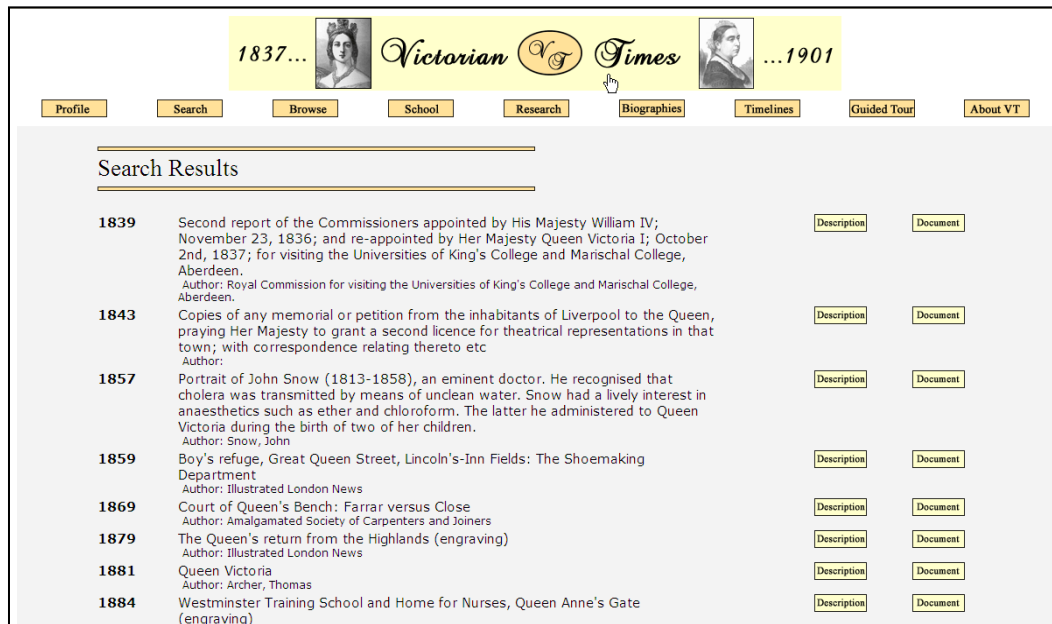 1837... Victorian VT Times ...1901
Profile Search Browse School Research Biographies Timelines Guided Tour About VT
Search Results
1839 Second report of the Commissioners appointed by His Majesty William IV; Description Document
November 23, 1836; and re-appointed by Her Majesty Queen Victoria I; October
2nd, 1837; for visiting the Universities of King's College and Marischal College,
Aberdeen.
Author: Royal Commission for visiting the Universities of King's College and Marischal College,
Aberdeen.
1843 Copies of any memorial or petition from the inhabitants of Liverpool to the Queen, Description Document
praying Her Majesty to grant a second licence for theatrical representations in that
town; with correspondence relating thereto etc
Author:
1857 Portrait of John Snow (1813-1858), an eminent doctor. He recognised that Description Document
cholera was transmitted by means of unclean water. Snow had a lively interest in
anaesthetics such as ether and chloroform. The latter he administered to Queen
Victoria during the birth of two of her children.
Author: Snow, John
1859 Boy's refuge, Great Queen Street, Lincoln's-Inn Fields: The Shoemaking Description Document
Department
Author: Illustrated London News
1869 Court of Queen's Bench: Farrar versus Close Description Document
Author: Amalgamated Society of Carpenters and Joiners
1879 The Queen's return from the Highlands (engraving) Description Document
Author: Illustrated London News
1881 Queen Victoria Description Document
Author: Archer, Thomas
1884 Westminster Training School and Home for Nurses, Queen Anne's Gate Description Document
(engraving)